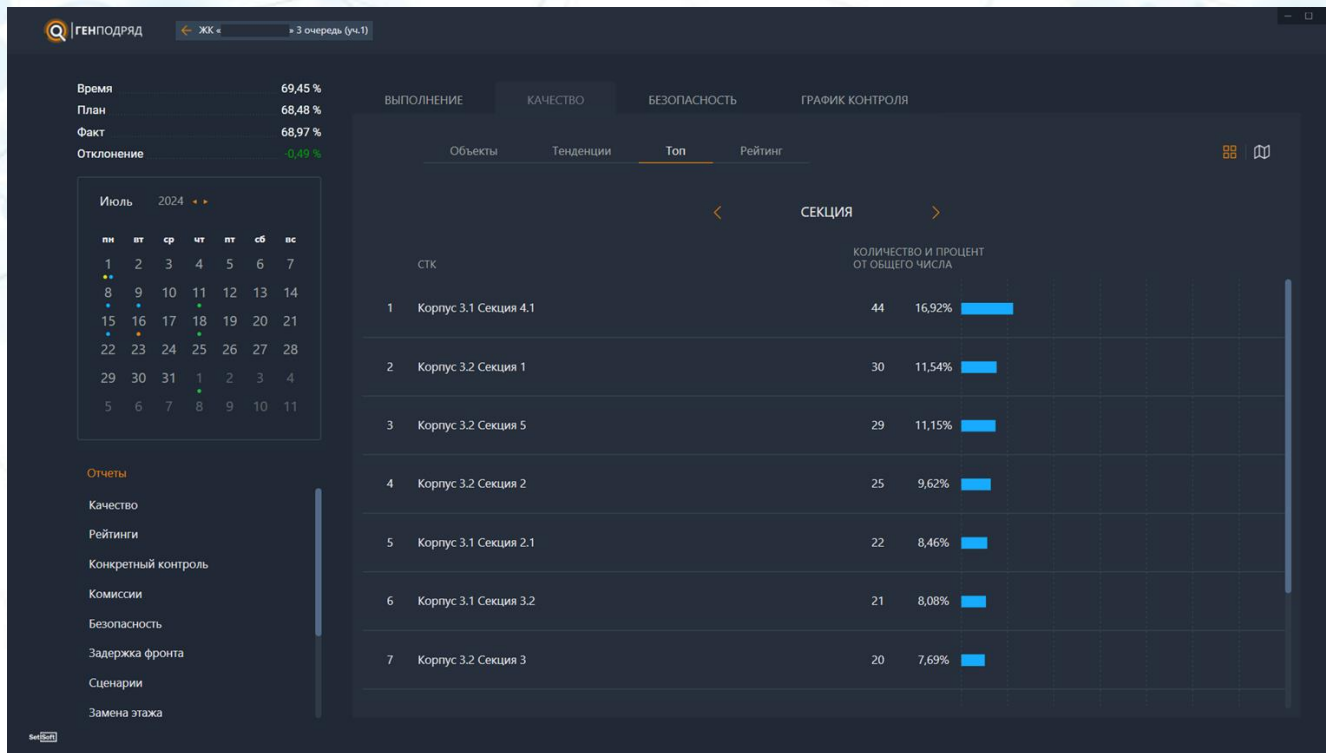 ГЕНПОДРЯД
ЖК « » 3 очередь (уч.1)
Время 69,45 %
План 68,48 %
Факт 68,97 %
Отклонение -0,49 %
Июль 2024
пн вт ср чт пт сб вс
1 2 3 4 5 6 7
8 9 10 11 12 13 14
15 16 17 18 19 20 21
22 23 24 25 26 27 28
29 30 31 1 2 3 4
5 6 7 8 9 10 11
Отчеты
Качество
Рейтинги
Конкретный контроль
Комиссии
Безопасность
Задержка фронта
Сценарии
Замена этажа
ВЫПОЛНЕНИЕ КАЧЕСТВО БЕЗОПАСНОСТЬ ГРАФИК КОНТРОЛЯ
Объекты Тенденции Топ Рейтинг
СЕКЦИЯ
СТК
КОЛИЧЕСТВО И ПРОЦЕНТ
ОТ ОБЩЕГО ЧИСЛА
1 Корпус 3.1 Секция 4.1 44 16,92%
2 Корпус 3.2 Секция 1 30 11,54%
3 Корпус 3.2 Секция 5 29 11,15%
4 Корпус 3.2 Секция 2 25 9,62%
5 Корпус 3.1 Секция 2.1 22 8,46%
6 Корпус 3.1 Секция 3.2 21 8,08%
7 Корпус 3.2 Секция 3 20 7,69%
SetSoft